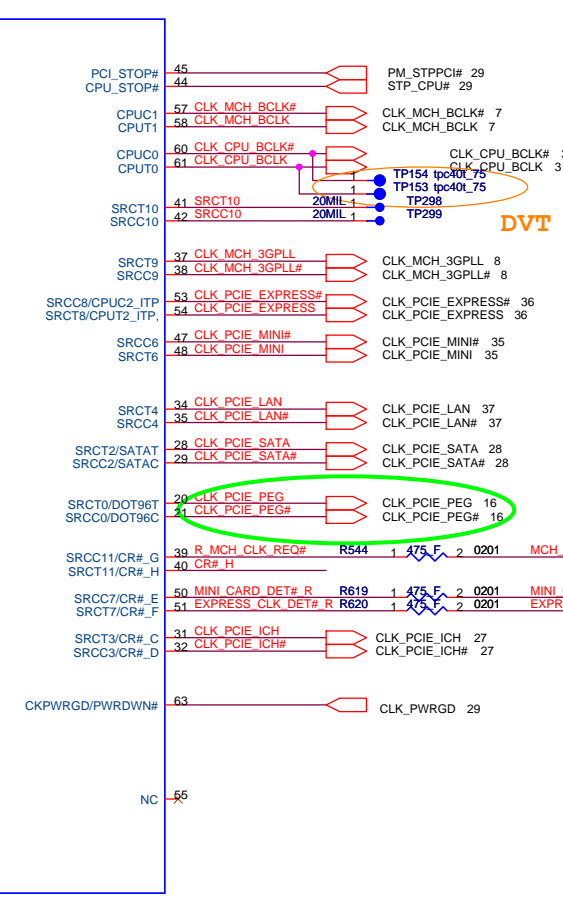 PCI_STOP# 45 PM_STPPCI# 29
CPU_STOP# 44 STP_CPU# 29
CPUC1 57 CLK_MCH_BCLK# CLK_MCH_BCLK# 7
CPUT1 58 CLK_MCH_BCLK CLK_MCH_BCLK 7
CPUC0 60 CLK_CPU_BCLK# CLK_CPU_BCLK#
CPUT0 61 CLK_CPU_BCLK CLK_CPU_BCLK 3
1 TP154 tpc40t_75
1 TP153 tpc40t_75
SRCT10 41 SRCT10 20MIL 1 TP298
SRCC10 42 SRCC10 20MIL 1 TP299
DVT
SRCT9 37 CLK_MCH_3GPLL CLK_MCH_3GPLL 8
SRCC9 38 CLK_MCH_3GPLL# CLK_MCH_3GPLL# 8
SRCC8/CPUC2_ITP 53 CLK_PCIE_EXPRESS# CLK_PCIE_EXPRESS# 36
SRCT8/CPUT2_ITP, 54 CLK_PCIE_EXPRESS CLK_PCIE_EXPRESS 36
SRCC6 47 CLK_PCIE_MINI# CLK_PCIE_MINI# 35
SRCT6 48 CLK_PCIE_MINI CLK_PCIE_MINI 35
SRCT4 34 CLK_PCIE_LAN CLK_PCIE_LAN 37
SRCC4 35 CLK_PCIE_LAN# CLK_PCIE_LAN# 37
SRCT2/SATAT 28 CLK_PCIE_SATA CLK_PCIE_SATA 28
SRCC2/SATAC 29 CLK_PCIE_SATA# CLK_PCIE_SATA# 28
SRCT0/DOT96T 20 CLK_PCIE_PEG CLK_PCIE_PEG 16
SRCC0/DOT96C 21 CLK_PCIE_PEG# CLK_PCIE_PEG# 16
SRCC11/CR#_G 39 R_MCH_CLK_REQ# R544 1 475_F 2 0201 MCH_
SRCT11/CR#_H 40 CR#_H
SRCC7/CR#_E 50 MINI_CARD_DET#_R R619 1 475_F 2 0201 MINI_
SRCT7/CR#_F 51 EXPRESS_CLK_DET#_R R620 1 475_F 2 0201 EXPR
SRCT3/CR#_C 31 CLK_PCIE_ICH CLK_PCIE_ICH 27
SRCC3/CR#_D 32 CLK_PCIE_ICH# CLK_PCIE_ICH# 27
CKPWRGD/PWRDWN# 63 CLK_PWRGD 29
NC 55